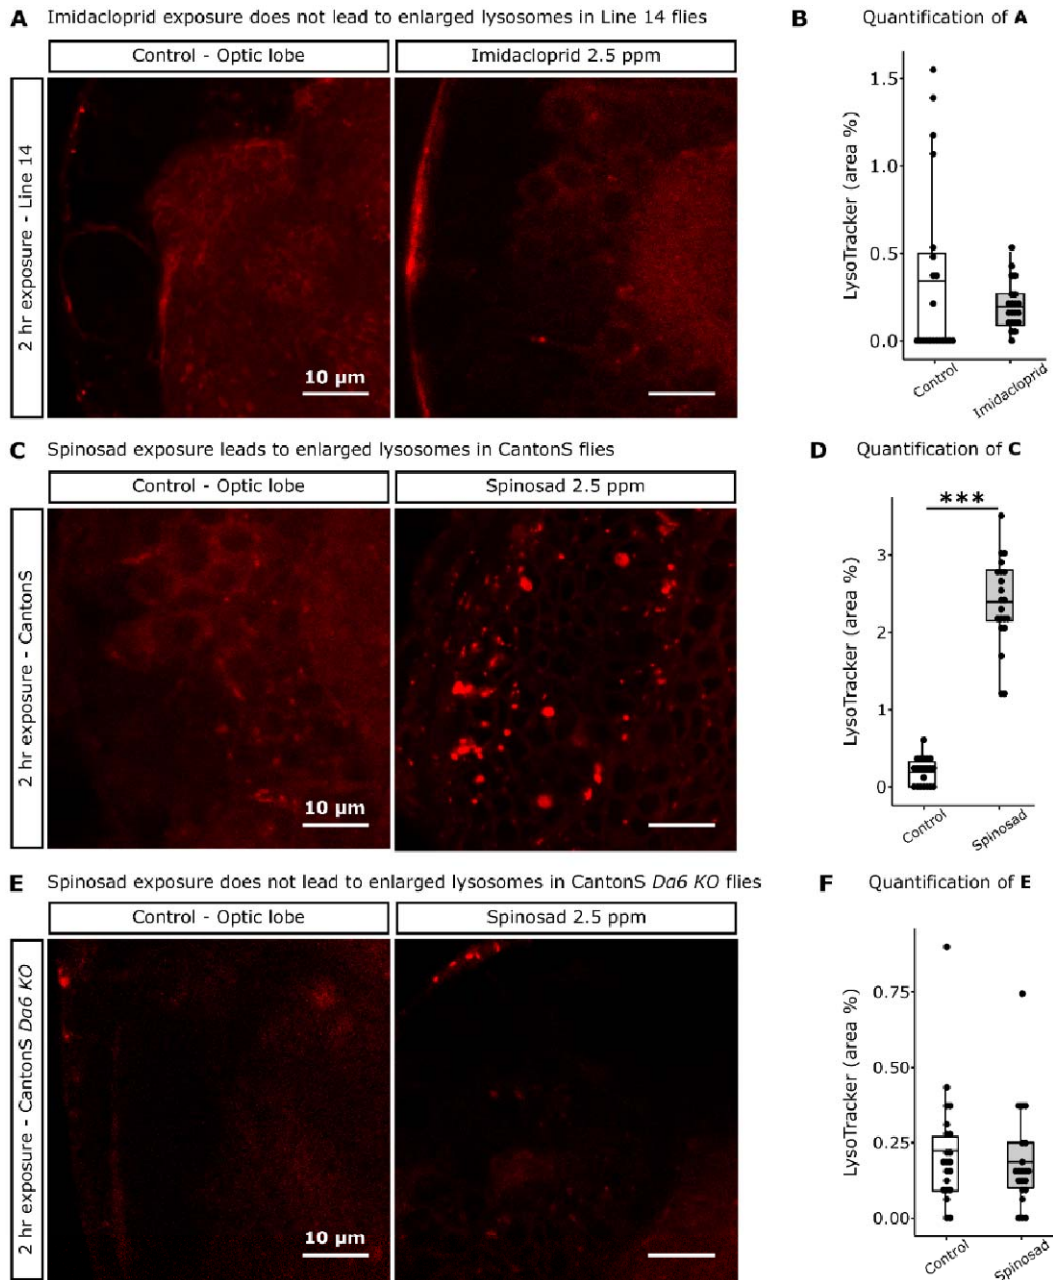 A Imidacloprid exposure does not lead to enlarged lysosomes in Line 14 flies
Control - Optic lobe
Imidacloprid 2.5 ppm
2 hr exposure - Line 14
10 µm
B Quantification of A
LysoTracker (area %)
1.5
1.0
0.5
0.0
Control
Imidacloprid
C Spinosad exposure leads to enlarged lysosomes in CantonS flies
Control - Optic lobe
Spinosad 2.5 ppm
2 hr exposure - CantonS
10 µm
D Quantification of C
***
LysoTracker (area %)
3
2
1
0
Control
Spinosad
E Spinosad exposure does not lead to enlarged lysosomes in CantonS Dα6 KO flies
Control - Optic lobe
Spinosad 2.5 ppm
2 hr exposure - CantonS Dα6 KO
10 µm
F Quantification of E
LysoTracker (area %)
0.75
0.50
0.25
0.00
Control
Spinosad